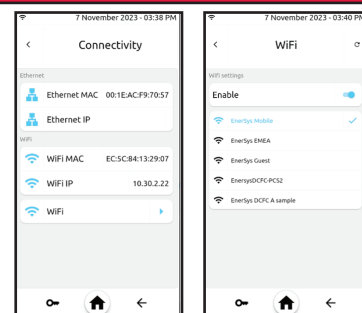 7 November 2023 - 03:38 PM
Connectivity
Ethernet
Ethernet MAC 00:1E:AC:F9:70:57
Ethernet IP
WiFi
WiFi MAC EC:5C:84:13:29:07
WiFi IP 10.30.2.22
WiFi
7 November 2023 - 03:40 PM
WiFi
WiFi settings
Enable
EnerSys Mobile
EnerSys EMEA
EnerSys Guest
EnersysDCFC-PCS2
EnerSys DCFC A sample